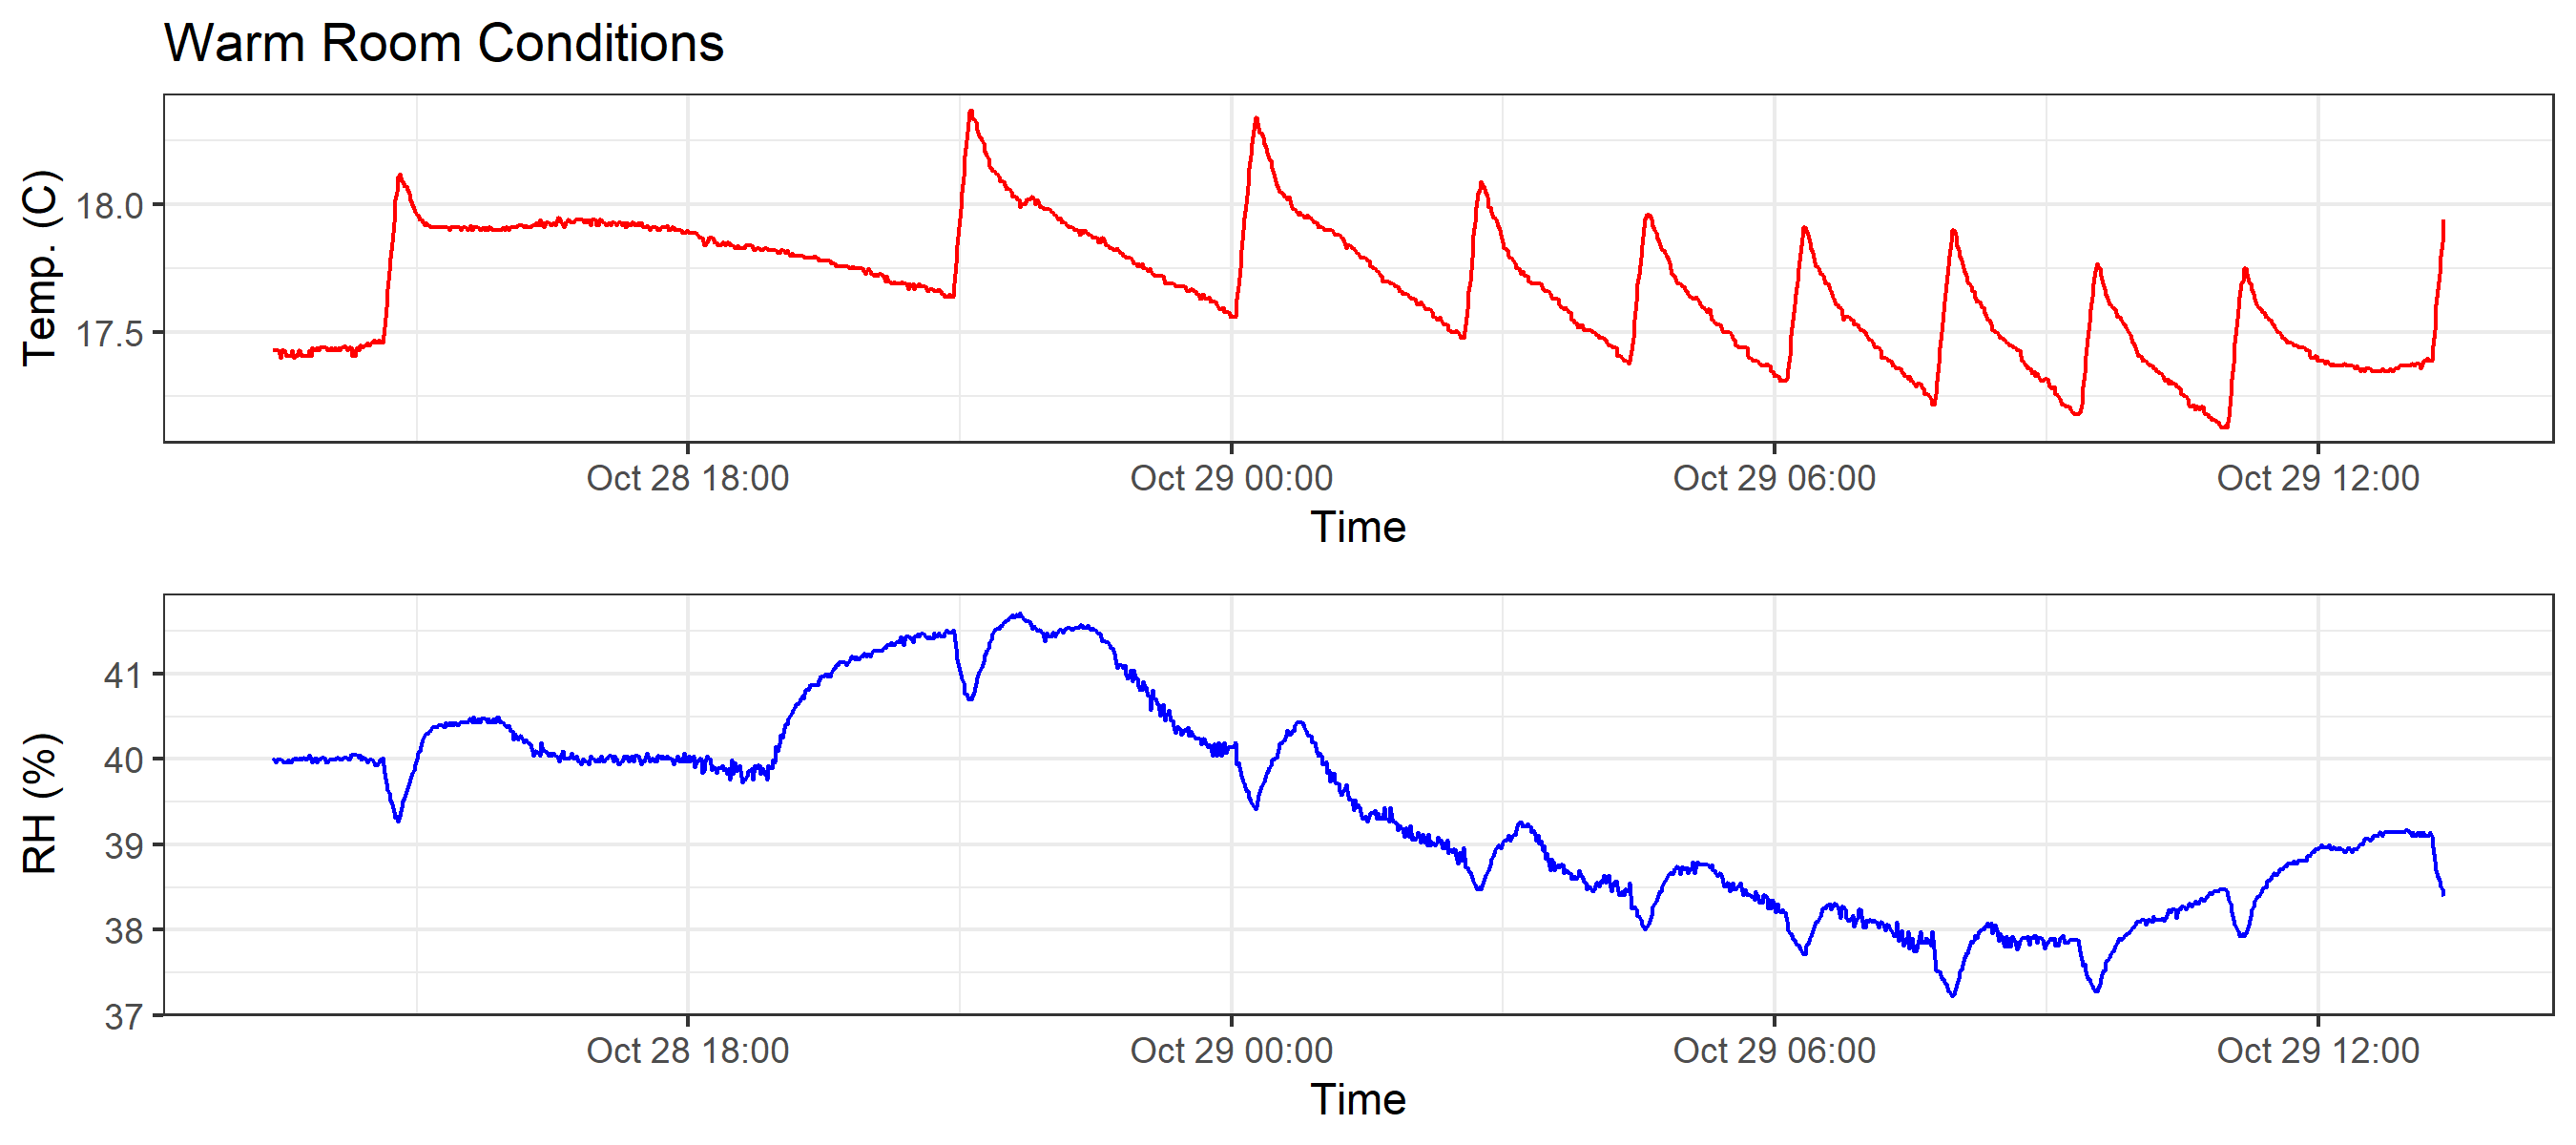 Warm Room Conditions
Temp. (C)
18.0
17.5
Oct 28 18:00 Oct 29 00:00 Oct 29 06:00 Oct 29 12:00
Time
RH (%)
41
40
39
38
37
Oct 28 18:00 Oct 29 00:00 Oct 29 06:00 Oct 29 12:00
Time